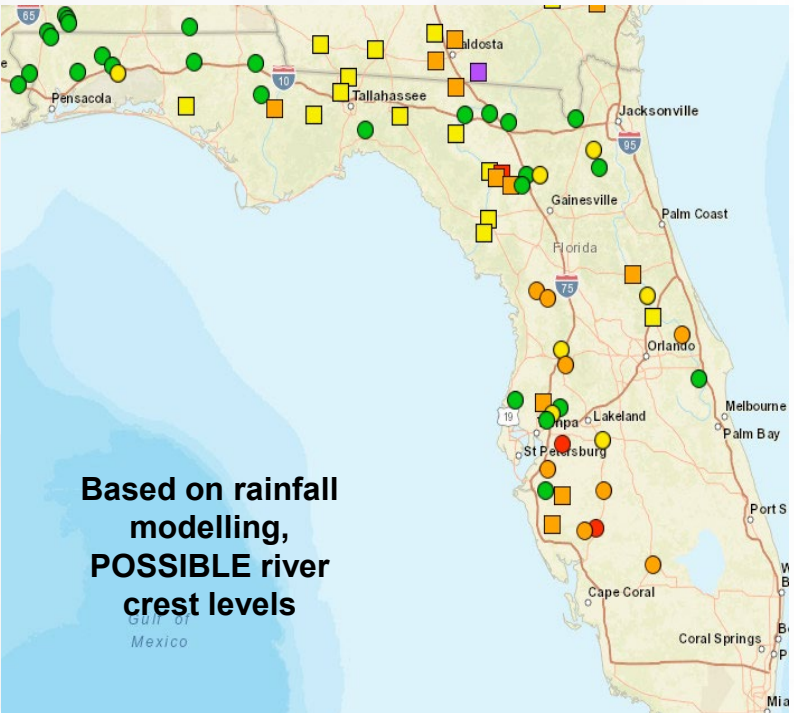 65
aldosta
e
10
Pensacola
Tallahassee
Jacksonville
95
Gainesville
Palm Coast
Florida
75
Orlando
Melbourne
19
Lakeland
Palm Bay
St Petersburg
Based on rainfall
modelling,
POSSIBLE river
crest levels
Port S
W
B
Cape Coral
Gulf of
Mexico
B
Coral Springs
P
Mia